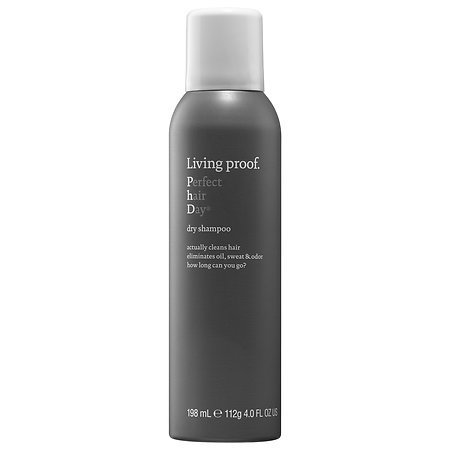 Living proof.
Perfect
hair
Day®
dry shampoo
actually cleans hair
eliminates oil, sweat & odor
how long can you go?
198 mL ℮ 112g 4.0 FL OZ US